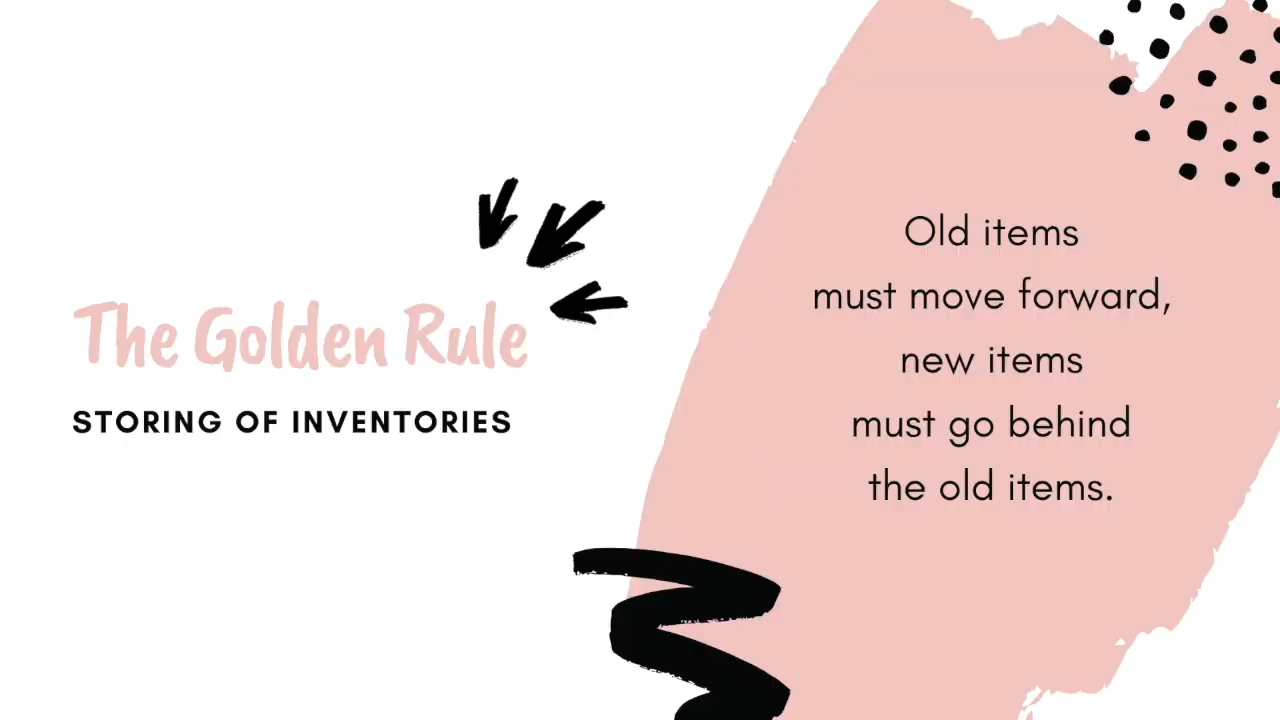 The Golden Rule
STORING OF INVENTORIES
Old items
must move forward,
new items
must go behind
the old items.